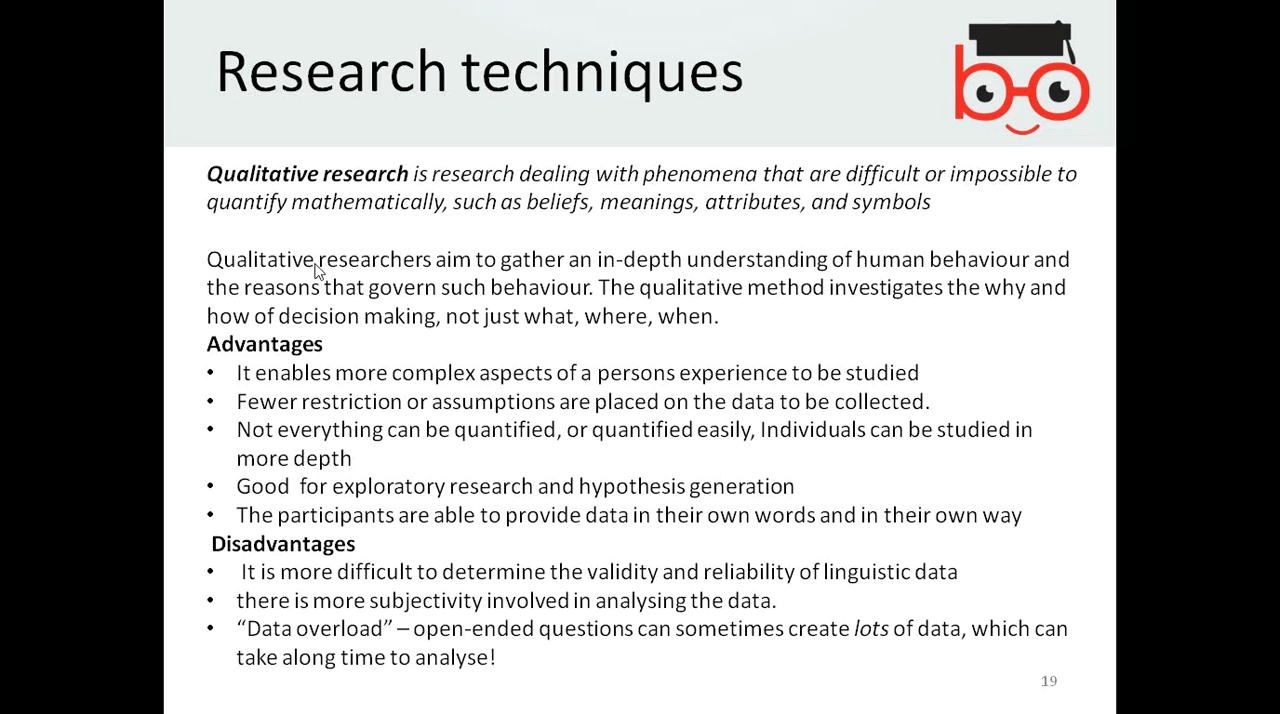 Research techniques
Qualitative research is research dealing with phenomena that are difficult or impossible to
quantify mathematically, such as beliefs, meanings, attributes, and symbols
Qualitative researchers aim to gather an in-depth understanding of human behaviour and
the reasons that govern such behaviour. The qualitative method investigates the why and
how of decision making, not just what, where, when.
Advantages
• It enables more complex aspects of a persons experience to be studied
• Fewer restriction or assumptions are placed on the data to be collected.
• Not everything can be quantified, or quantified easily, Individuals can be studied in
more depth
• Good  for exploratory research and hypothesis generation
• The participants are able to provide data in their own words and in their own way
Disadvantages
• It is more difficult to determine the validity and reliability of linguistic data
• there is more subjectivity involved in analysing the data.
• “Data overload” – open-ended questions can sometimes create lots of data, which can
take along time to analyse!
19